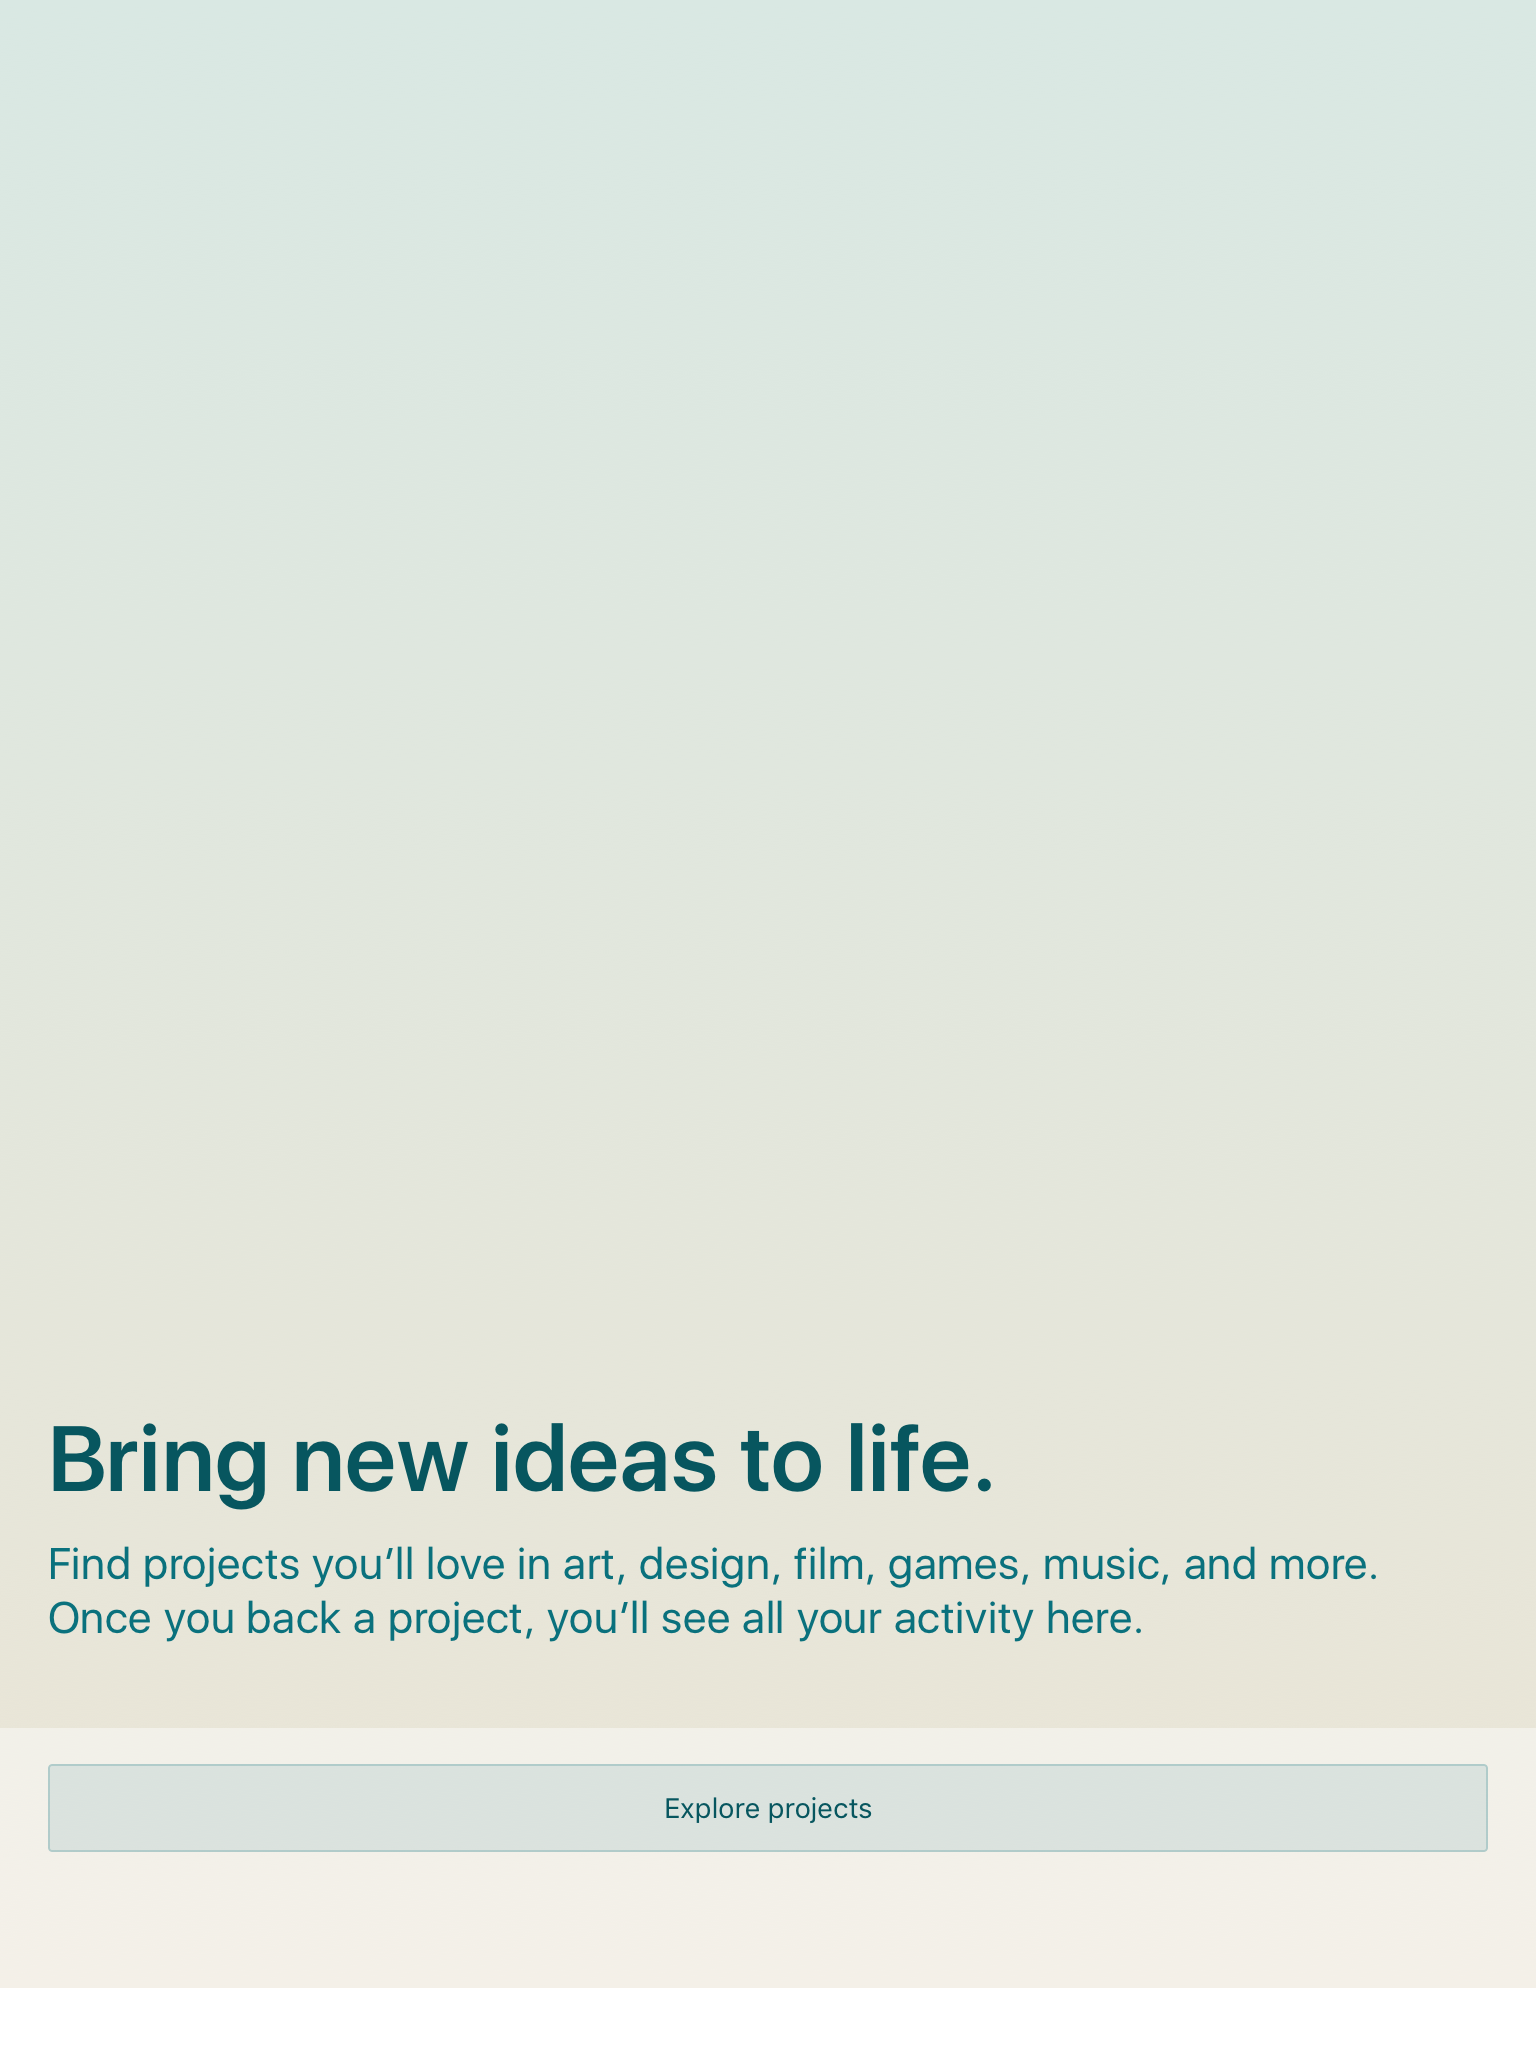 Bring new ideas to life.
Find projects you’ll love in art, design, film, games, music, and more.
Once you back a project, you’ll see all your activity here.
Explore projects